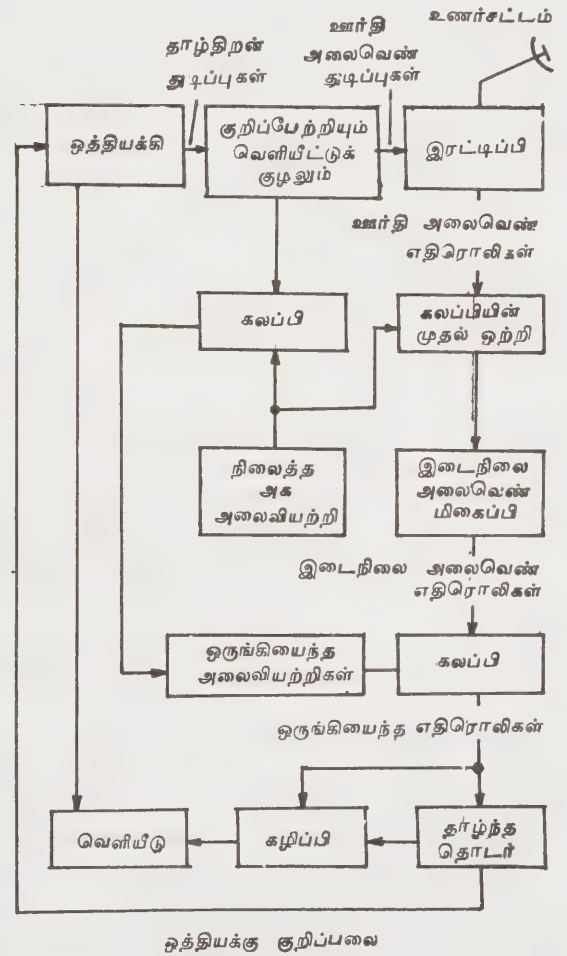 உணர்சட்டம்
தாழ்திறன்
துடிப்புகள்
ஊர்தி
அலைவெண்
துடிப்புகள்
ஒத்தியக்கி
குறிப்பேற்றியும்
வெளியீட்டுக்
குழலும்
இரட்டிப்பி
ஊர்தி அலைவெண்
எதிரொலிகள்
கலப்பி
கலப்பியின்
முதல் ஒற்றி
நிலைத்த
அக
அலைவியற்றி
இடைநிலை
அலைவெண்
மிகைப்பி
இடைநிலை அலைவெண்
எதிரொலிகள்
ஒருங்கியைந்த
அலைவியற்றிகள்
கலப்பி
ஒருங்கியைந்த எதிரொலிகள்
வெளியீடு
கழிப்பி
தாழ்ந்த
தொடர்
ஒத்தியக்கு குறிப்பலை